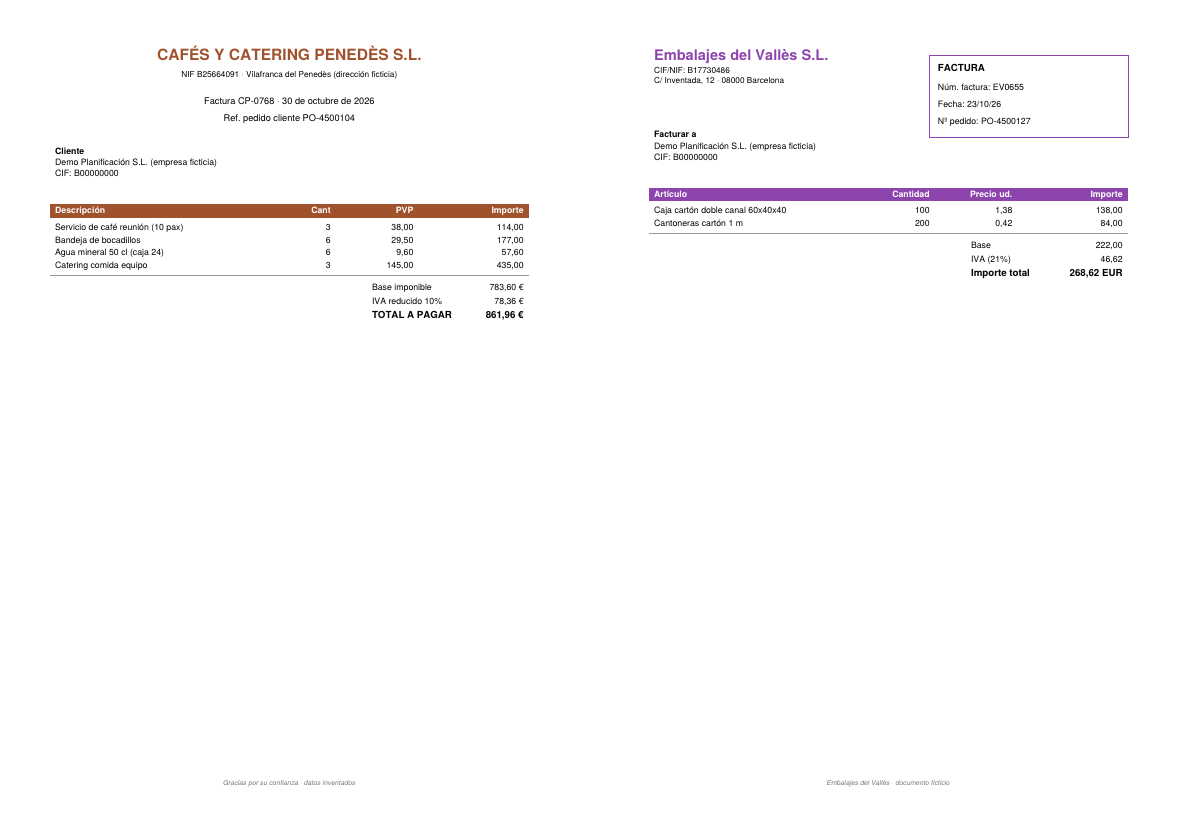 CAFÉS Y CATERING PENEDÈS S.L.
NIF B25664091 · Vilafranca del Penedès (dirección ficticia)
Factura CP-0768 · 30 de octubre de 2026
Ref. pedido cliente PO-4500104
Cliente
Demo Planificación S.L. (empresa ficticia)
CIF: B00000000
Descripción Cant PVP Importe
Servicio de café reunión (10 pax) 3 38,00 114,00
Bandeja de bocadillos 6 29,50 177,00
Agua mineral 50 cl (caja 24) 6 9,60 57,60
Catering comida equipo 3 145,00 435,00
Base imponible 783,60 €
IVA reducido 10% 78,36 €
TOTAL A PAGAR 861,96 €
Gracias por su confianza · datos inventados
Embalajes del Vallès S.L.
CIF/NIF: B17730486
C/ Inventada, 12 · 08000 Barcelona
FACTURA
Núm. factura: EV0655
Fecha: 23/10/26
Nº pedido: PO-4500127
Facturar a
Demo Planificación S.L. (empresa ficticia)
CIF: B00000000
Artículo Cantidad Precio ud. Importe
Caja cartón doble canal 60x40x40 100 1,38 138,00
Cantoneras cartón 1 m 200 0,42 84,00
Base 222,00
IVA (21%) 46,62
Importe total 268,62 EUR
Embalajes del Vallès · documento ficticio